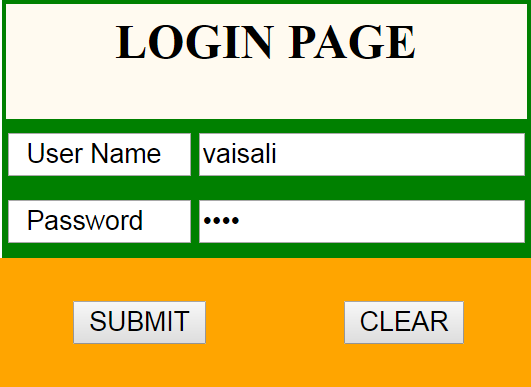 LOGIN PAGE
User Name vaisali
Password ••••
SUBMIT CLEAR